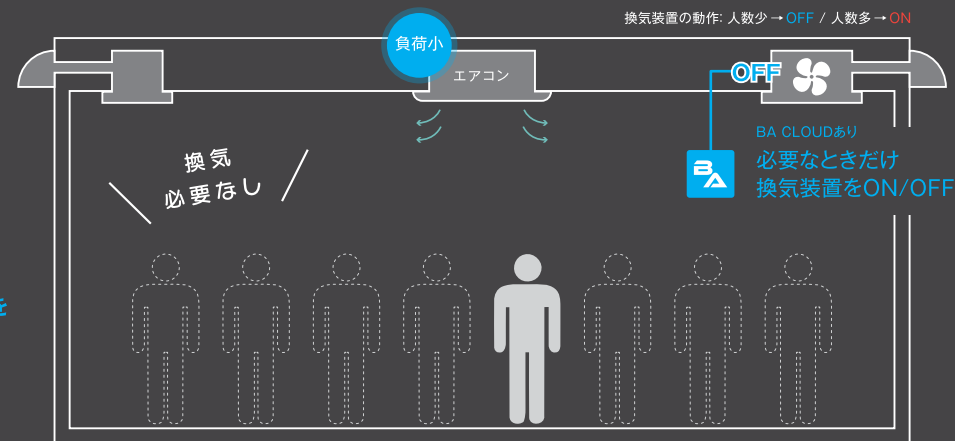 換気装置の動作: 人数少→OFF / 人数多→ON
負荷小
エアコン
OFF
BA CLOUDあり
必要なときだけ
換気装置をON/OFF
BA
換気
必要なし
を